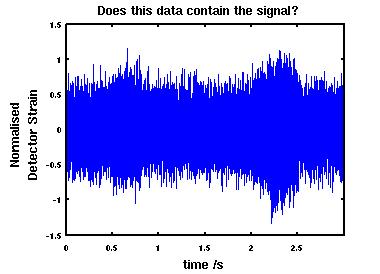 Does this data contain the signal?
1.5
1
0.5
0
-0.5
-1
-1.5
Normalised
Detector Strain
0 0.5 1 1.5 2 2.5
time /s